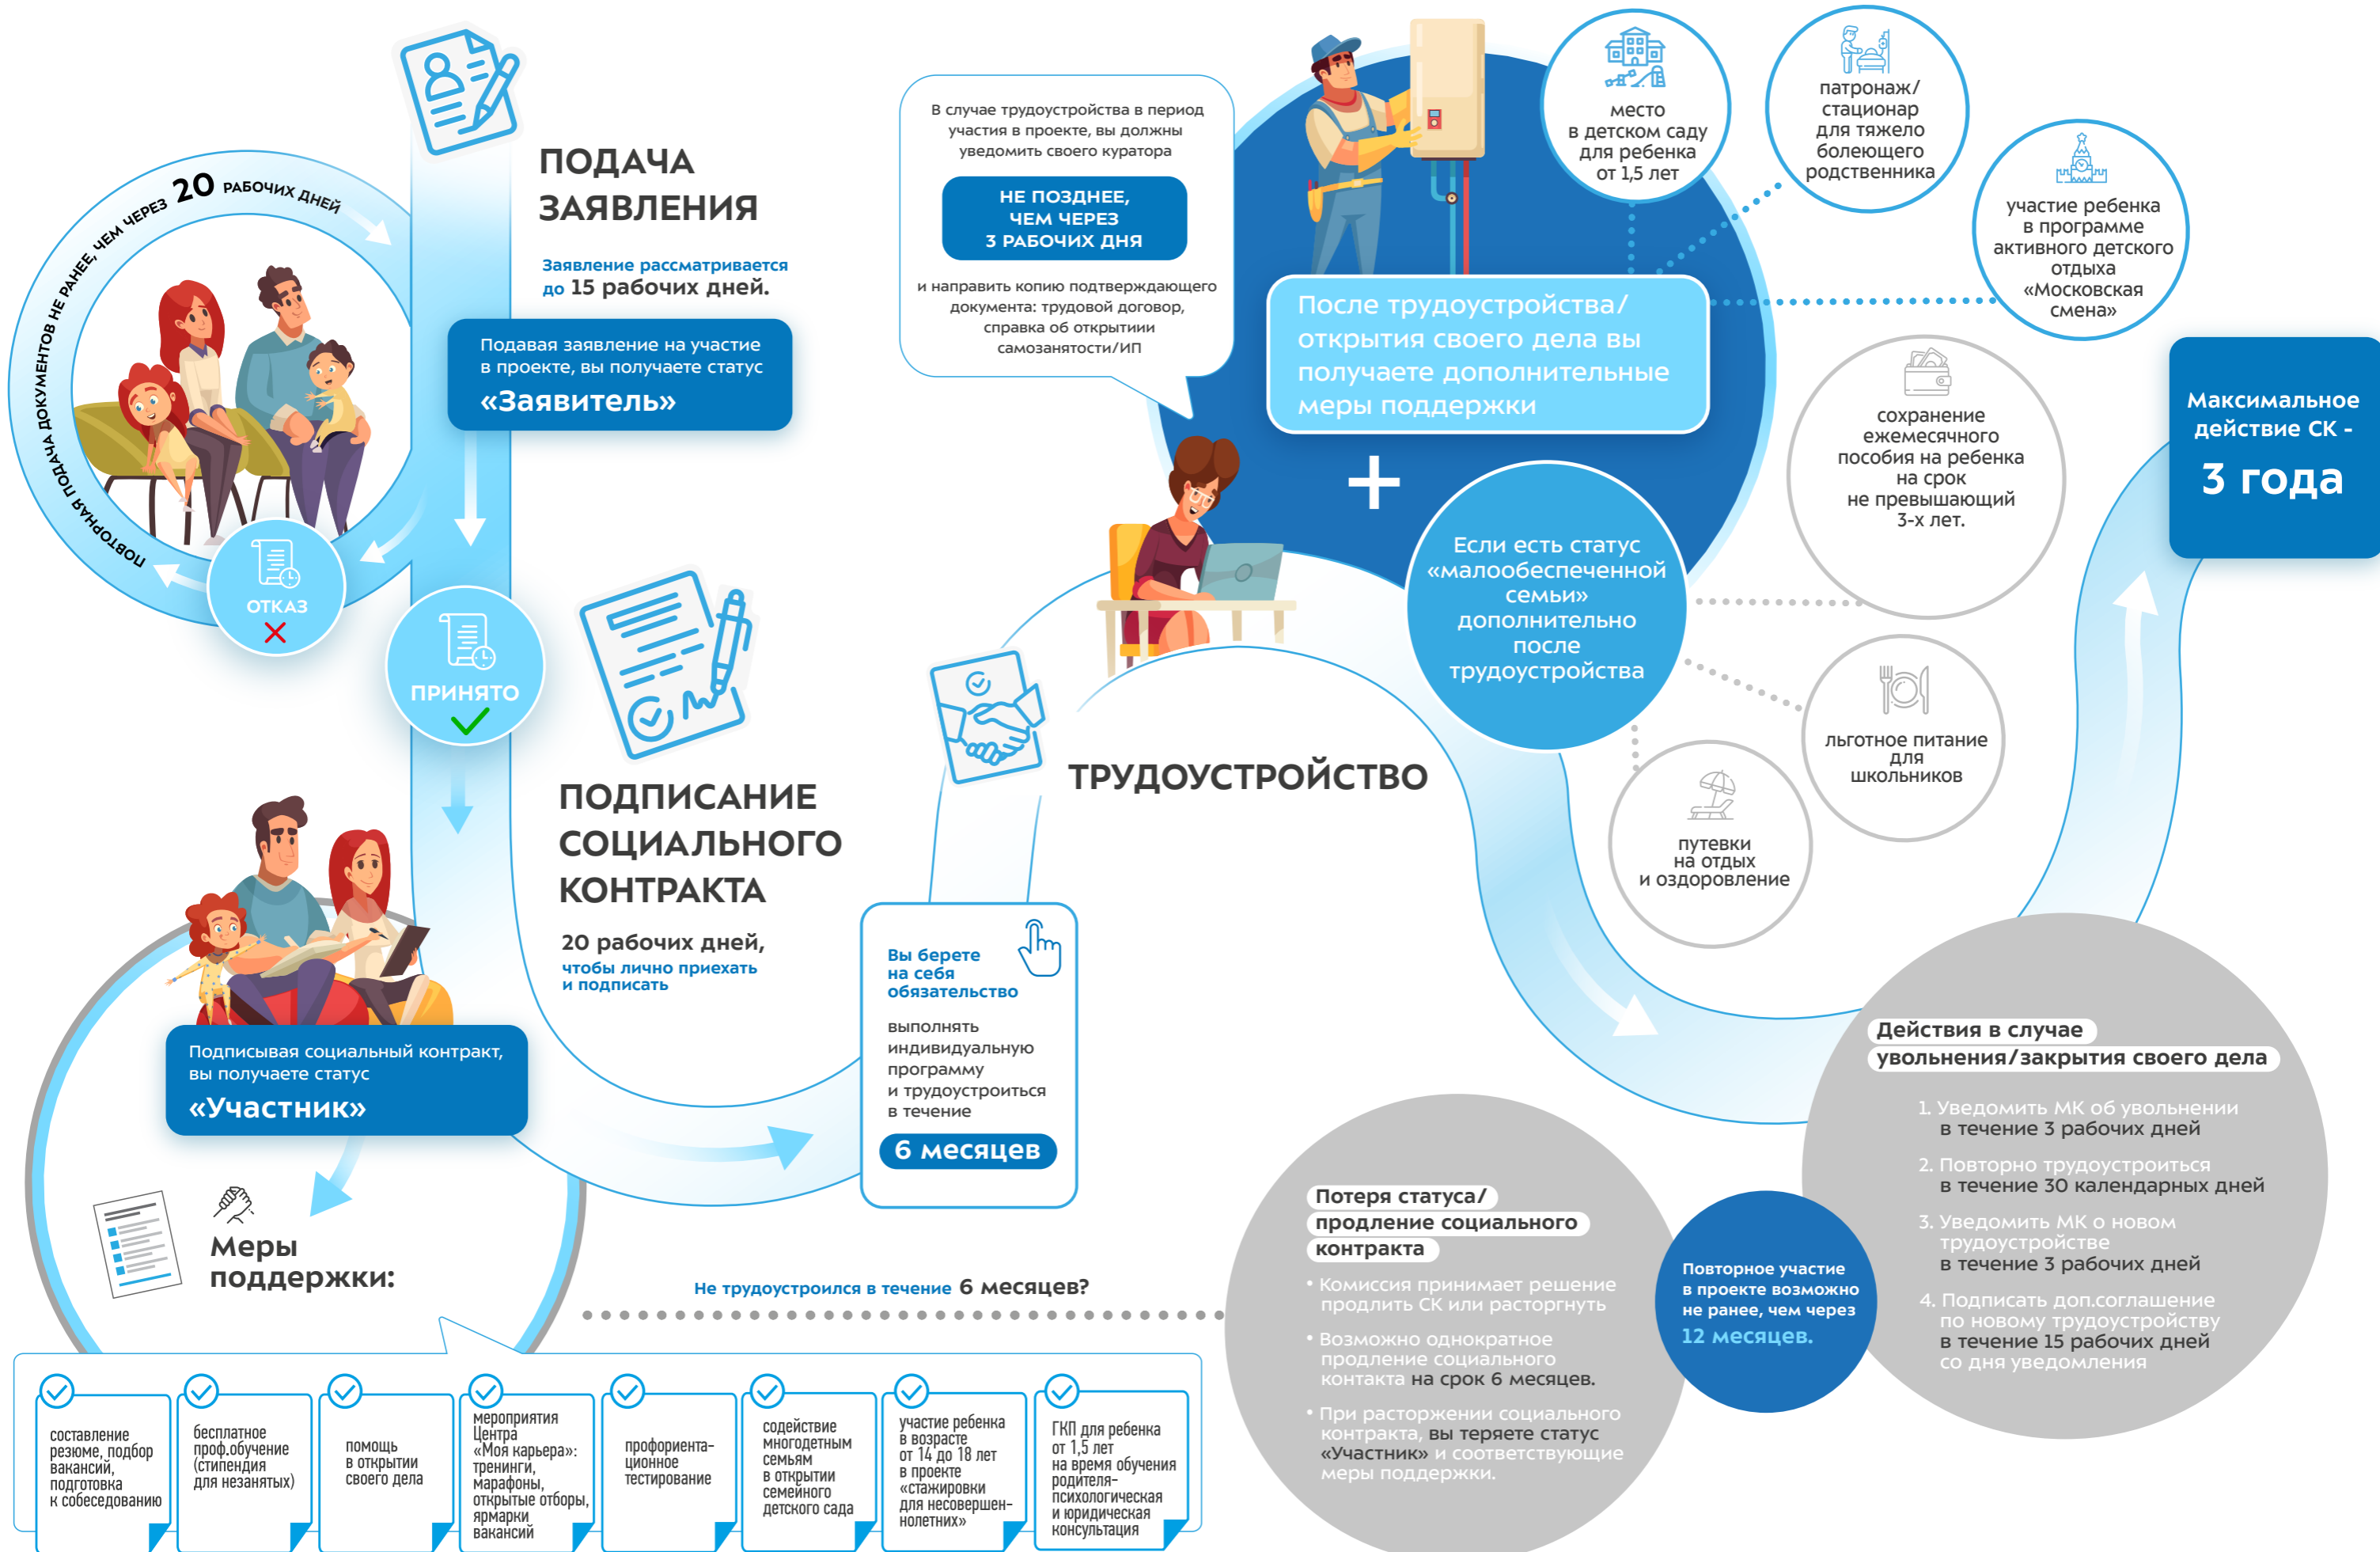 ПОДАЧА
ЗАЯВЛЕНИЯ
Заявление рассматривается
до 15 рабочих дней.
Подавая заявление на участие
в проекте, вы получаете статус
«Заявитель»
ПОВТОРНАЯ ПОДАЧА ДОКУМЕНТОВ НЕ РАНЕЕ, ЧЕМ ЧЕРЕЗ 20 РАБОЧИХ ДНЕЙ
ОТКАЗ
ПРИНЯТО
ПОДПИСАНИЕ
СОЦИАЛЬНОГО
КОНТРАКТА
20 рабочих дней,
чтобы лично приехать
и подписать
Подписывая социальный контракт,
вы получаете статус
«Участник»
Меры
поддержки:
составление
резюме, подбор
вакансий,
подготовка
к собеседованию
бесплатное
проф.обучение
(стипендия
для незанятых)
помощь
в открытии
своего дела
мероприятия
Центра
«Моя карьера»:
тренинги,
марафоны,
открытые отборы,
ярмарки
вакансий
профориента-
ционное
тестирование
содействие
многодетным
семьям
в открытии
семейного
детского сада
участие ребенка
в возрасте
от 14 до 18 лет
в проекте
«стажировки
для несовершен-
нолетних»
ГКП для ребенка
от 1,5 лет
на время обучения
родителя-
психологическая
и юридическая
консультация
Вы берете
на себя
обязательство
выполнять
индивидуальную
программу
и трудоустроиться
в течение
6 месяцев
Не трудоустроился в течение 6 месяцев?
ТРУДОУСТРОЙСТВО
В случае трудоустройства в период
участия в проекте, вы должны
уведомить своего куратора
НЕ ПОЗДНЕЕ,
ЧЕМ ЧЕРЕЗ
3 РАБОЧИХ ДНЯ
и направить копию подтверждающего
документа: трудовой договор,
справка об открытиии
самозанятости/ИП
После трудоустройства/
открытия своего дела вы
получаете дополнительные
меры поддержки
место
в детском саду
для ребенка
от 1,5 лет
патронаж/
стационар
для тяжело
болеющего
родственника
участие ребенка
в программе
активного детского
отдыха
«Московская
смена»
+
Если есть статус
«малообеспеченной
семьи»
дополнительно
после
трудоустройства
сохранение
ежемесячного
пособия на ребенка
на срок
не превышающий
3-х лет.
льготное питание
для
школьников
путевки
на отдых
и оздоровление
Максимальное
действие СК -
3 года
Потеря статуса/
продление социального
контракта
• Комиссия принимает решение
продлить СК или расторгнуть
• Возможно однократное
продление социального
контакта на срок 6 месяцев.
• При расторжении социального
контракта, вы теряете статус
«Участник» и соответствующие
меры поддержки.
Повторное участие
в проекте возможно
не ранее, чем через
12 месяцев.
Действия в случае
увольнения/закрытия своего дела
1. Уведомить МК об увольнении
в течение 3 рабочих дней
2. Повторно трудоустроиться
в течение 30 календарных дней
3. Уведомить МК о новом
трудоустройстве
в течение 3 рабочих дней
4. Подписать доп.соглашение
по новому трудоустройству
в течение 15 рабочих дней
со дня уведомления